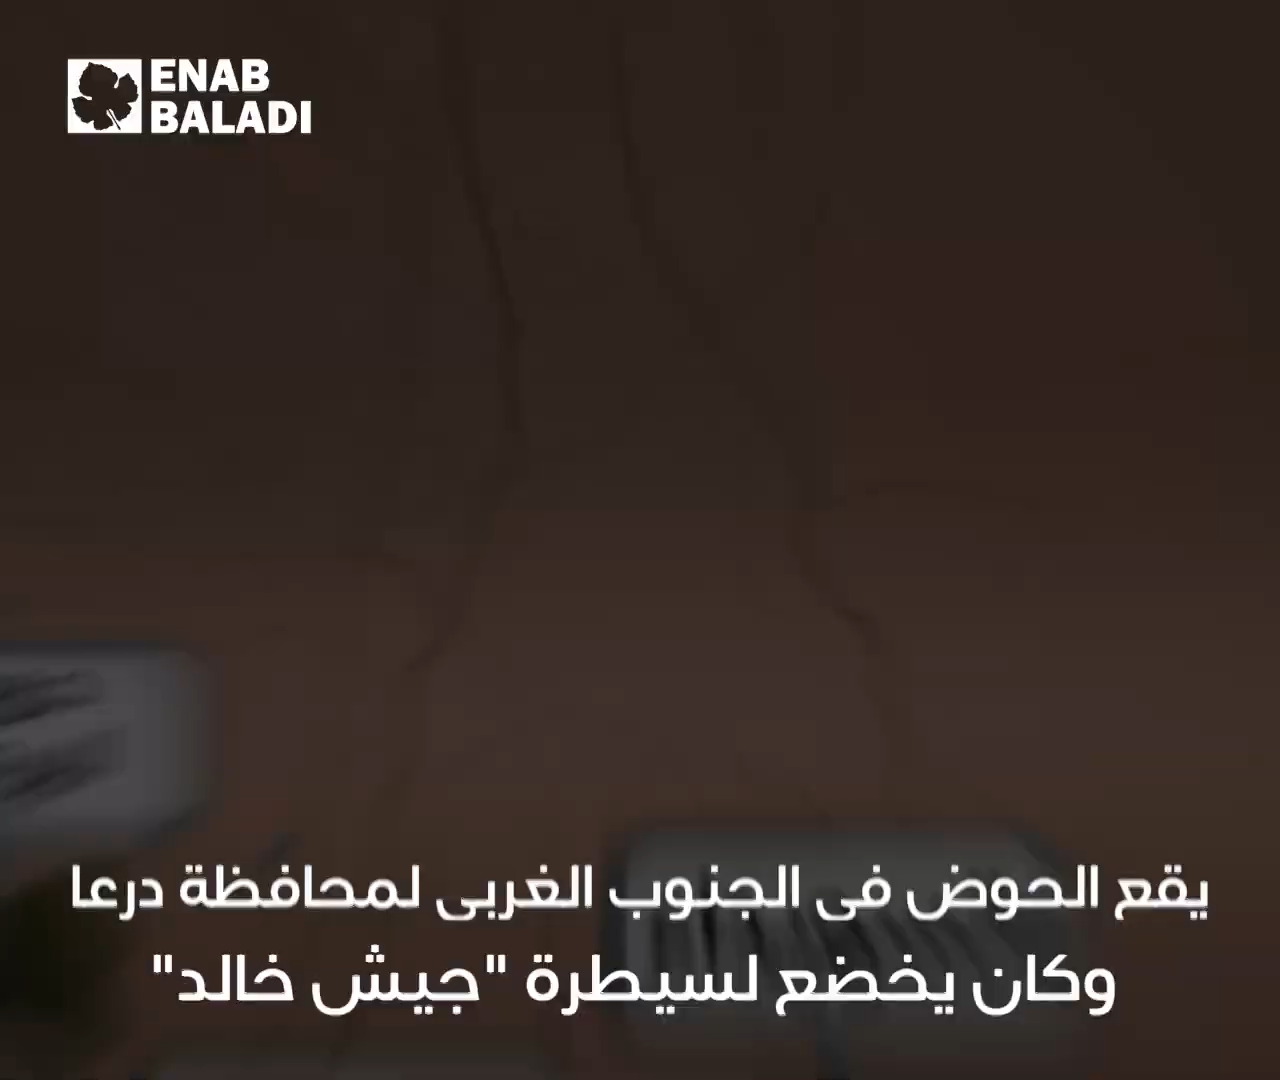 ENAB
BALADI
يقع الحوض في الجنوب الغربي لمحافظة درعا
وكان يخضع لسيطرة "جيش خالد"